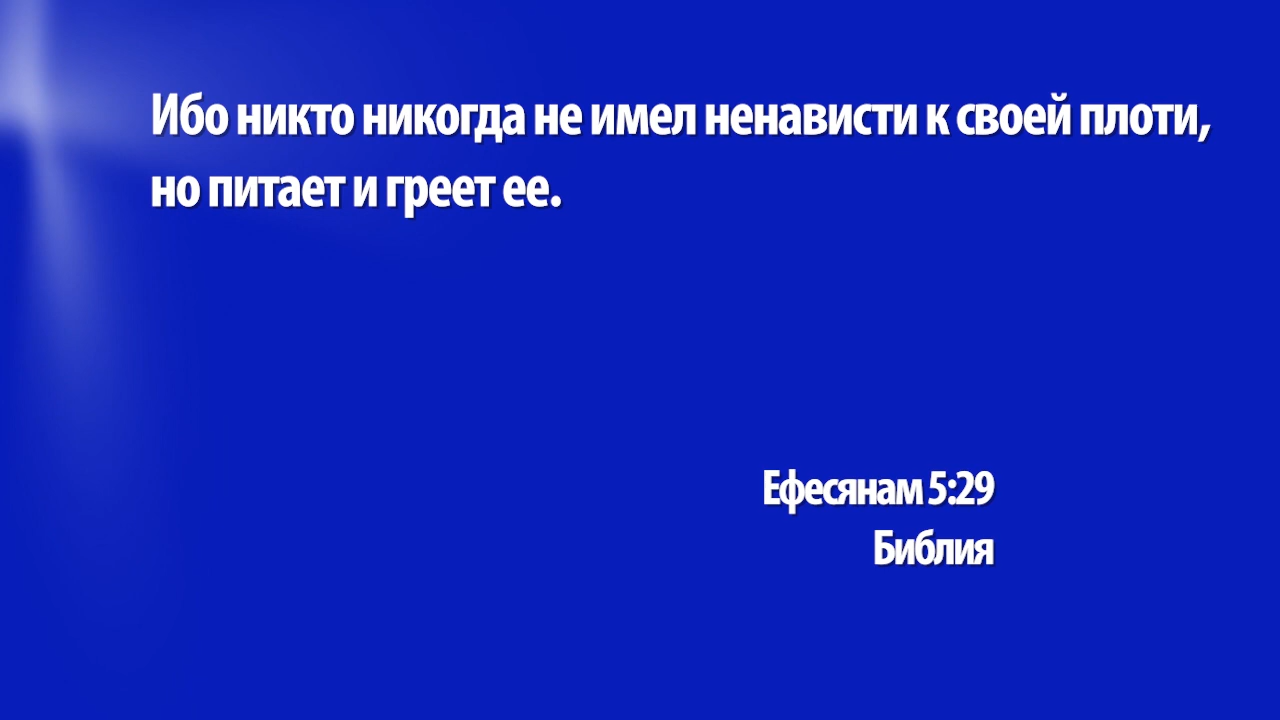 Ибо никто никогда не имел ненависти к своей плоти,
но питает и греет ее.
Ефесянам 5:29
Библия